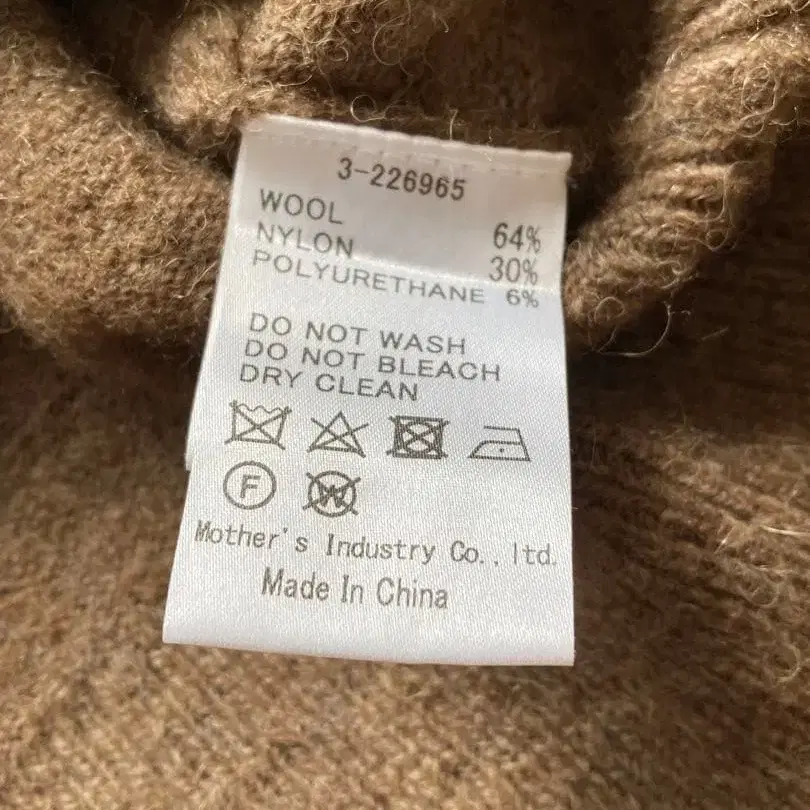 3-226965
WOOL 64%
NYLON 30%
POLYURETHANE 6%
DO NOT WASH
DO NOT BLEACH
DRY CLEAN
F W
Mother's Industry Co., ltd.
Made In China